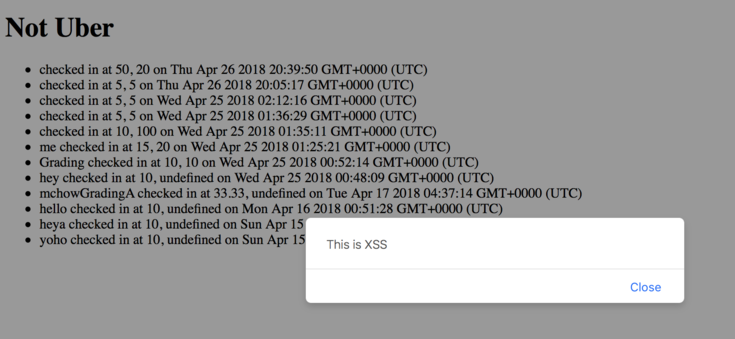 Not Uber
checked in at 50, 20 on Thu Apr 26 2018 20:39:50 GMT+0000 (UTC)
checked in at 5, 5 on Thu Apr 26 2018 20:05:17 GMT+0000 (UTC)
checked in at 5, 5 on Wed Apr 25 2018 02:12:16 GMT+0000 (UTC)
checked in at 5, 5 on Wed Apr 25 2018 01:36:29 GMT+0000 (UTC)
checked in at 10, 100 on Wed Apr 25 2018 01:35:11 GMT+0000 (UTC)
me checked in at 15, 20 on Wed Apr 25 2018 01:25:21 GMT+0000 (UTC)
Grading checked in at 10, 10 on Wed Apr 25 2018 00:52:14 GMT+0000 (UTC)
hey checked in at 10, undefined on Wed Apr 25 2018 00:48:09 GMT+0000 (UTC)
mchowGradingA checked in at 33.33, undefined on Tue Apr 17 2018 04:37:14 GMT+0000 (UTC)
hello checked in at 10, undefined on Mon Apr 16 2018 00:51:28 GMT+0000 (UTC)
heya checked in at 10, undefined on Sun Apr 15
yoho checked in at 10, undefined on Sun Apr 15
This is XSS
Close